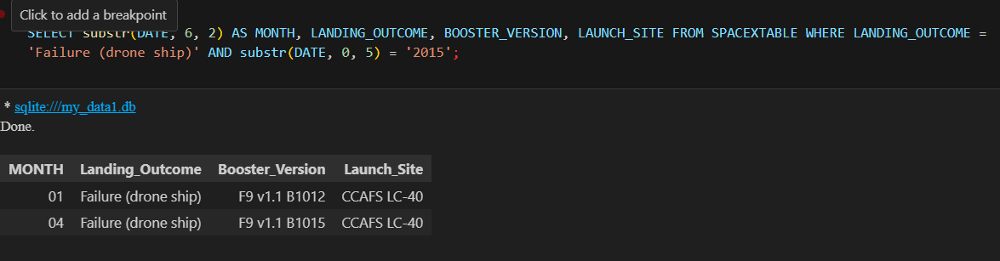 Click to add a breakpoint
SELECT substr(DATE, 6, 2) AS MONTH, LANDING_OUTCOME, BOOSTER_VERSION, LAUNCH_SITE FROM SPACEXTABLE WHERE LANDING_OUTCOME =
'Failure (drone ship)' AND substr(DATE, 0, 5) = '2015';
* sqlite:///my_data1.db
Done.
MONTH Landing_Outcome Booster_Version Launch_Site
01 Failure (drone ship) F9 v1.1 B1012 CCAFS LC-40
04 Failure (drone ship) F9 v1.1 B1015 CCAFS LC-40